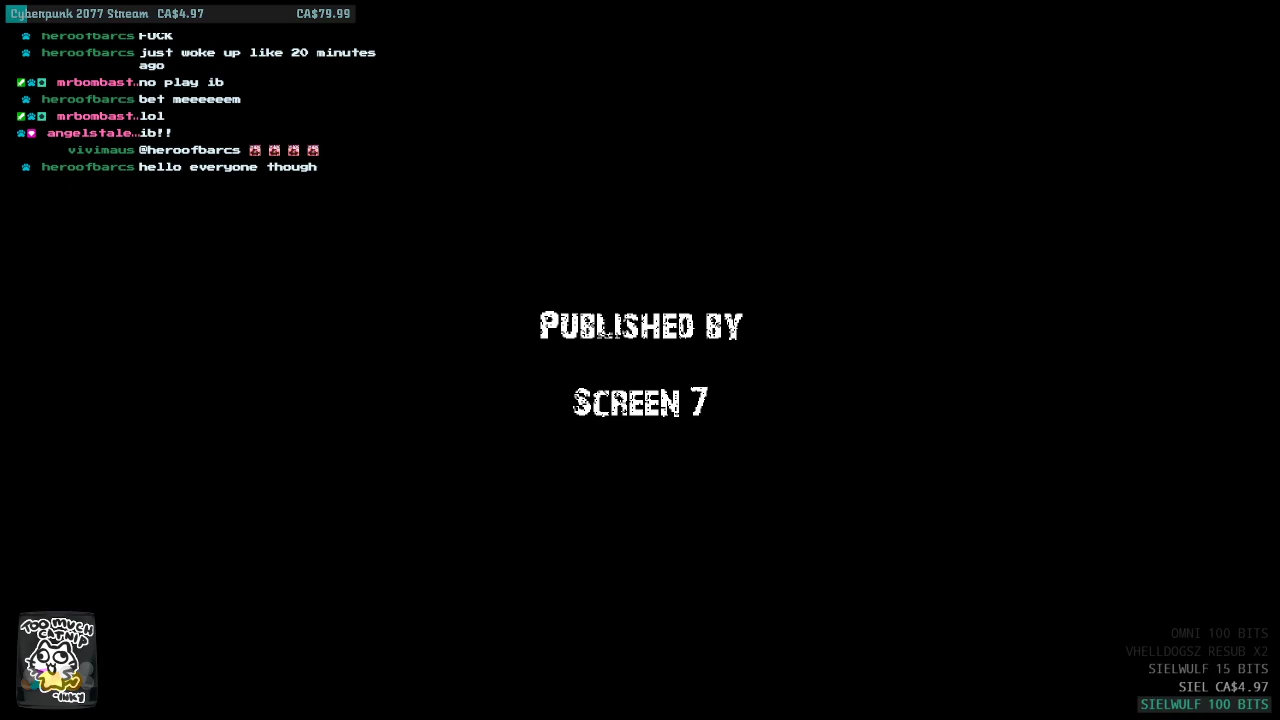 Cyberpunk 2077 Stream CA$4.97 CA$79.99
heroofbarcs FUCK
heroofbarcs just woke up like 20 minutes
ago
mrbombast.. no play ib
heroofbarcs bet meeeeeem
mrbombast.. lol
angelstale... ib!!
vivimaus @heroofbarcs
heroofbarcs hello everyone though
PUBLISHED BY
SCREEN 7
TOO MUCH
CATNIP
-INKY
OMNI 100 BITS
VHELLDOGSZ RESUB X2
SIELWULF 15 BITS
SIEL CA$4.97
SIELWULF 100 BITS